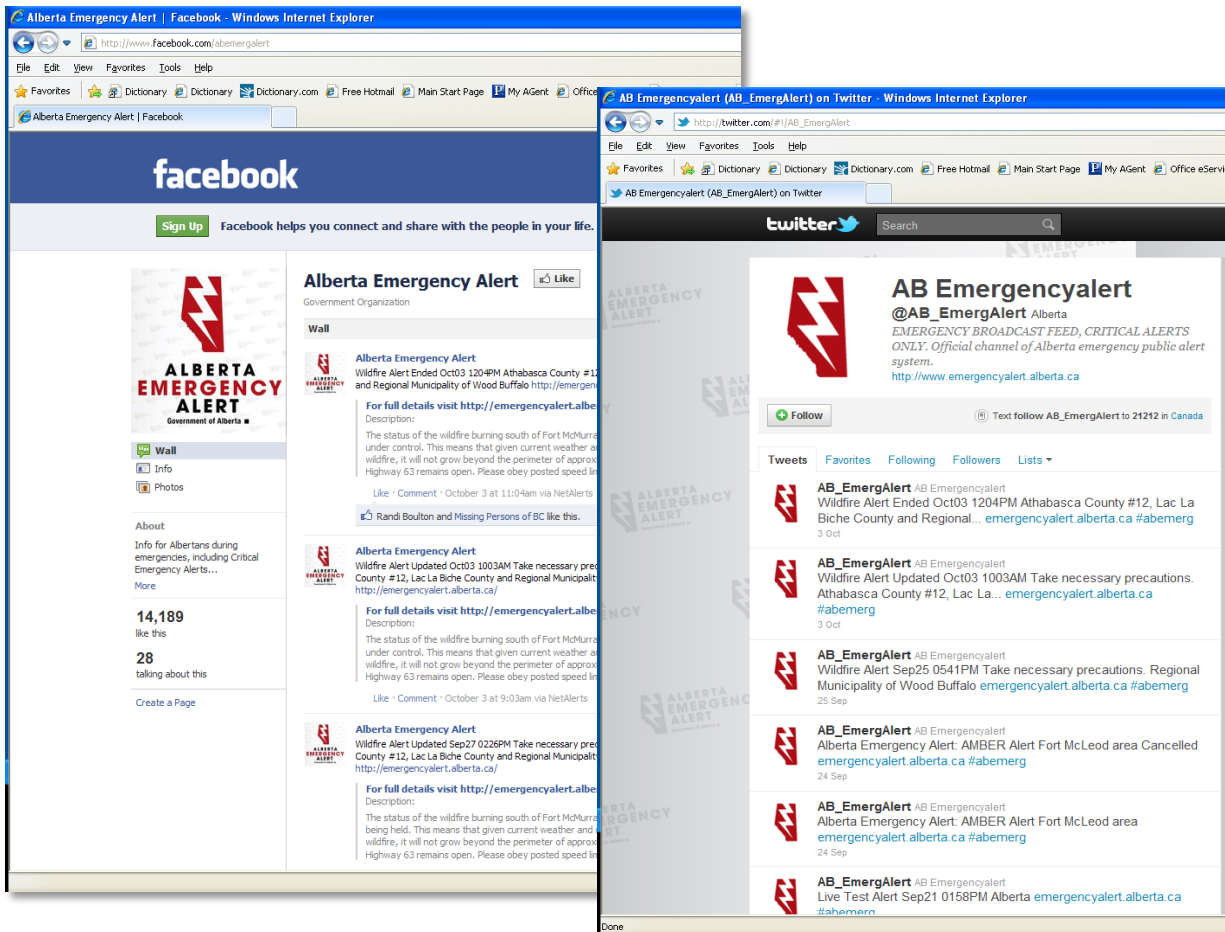 Alberta Emergency Alert | Facebook - Windows Internet Explorer
http://www.facebook.com/abemergalert
File Edit View Favorites Tools Help
Favorites Dictionary Dictionary Dictionary.com Free Hotmail Main Start Page My AGent Office
Alberta Emergency Alert | Facebook
facebook
Sign Up Facebook helps you connect and share with the people in your life.
ALBERTA
EMERGENCY
ALERT
Government of Alberta
Wall
Info
Photos
About
Info for Albertans during
emergencies, including Critical
Emergency Alerts...
More
14,189
like this
28
talking about this
Create a Page
Alberta Emergency Alert Like
Government Organization
Wall
Alberta Emergency Alert
Wildfire Alert Ended Oct03 1204PM Athabasca County #12
and Regional Municipality of Wood Buffalo http://emergen
For full details visit http://emergencyalert.albe
Description:
The status of the wildfire burning south of Fort McMurra
under control. This means that given current weather a
wildfire, it will not grow beyond the perimeter of approx
Highway 63 remains open. Please obey posted speed lin
Like · Comment · October 3 at 11:04am via NetAlerts
Randi Boulton and Missing Persons of BC like this.
Alberta Emergency Alert
Wildfire Alert Updated Oct03 1003AM Take necessary prec
County #12, Lac La Biche County and Regional Municipalit
http://emergencyalert.alberta.ca/
For full details visit http://emergencyalert.albe
Description:
The status of the wildfire burning south of Fort McMurra
under control. This means that given current weather a
wildfire, it will not grow beyond the perimeter of approx
Highway 63 remains open. Please obey posted speed lin
Like · Comment · October 3 at 9:03am via NetAlerts
Alberta Emergency Alert
Wildfire Alert Updated Sep27 0226PM Take necessary prec
County #12, Lac La Biche County and Regional Municipalit
http://emergencyalert.alberta.ca/
For full details visit http://emergencyalert.albe
Description:
The status of the wildfire burning south of Fort McMurra
being held. This means that given current weather and
wildfire, it will not grow beyond the perimeter of approx
Highway 63 remains open. Please obey posted speed lin
AB Emergencyalert (AB_EmergAlert) on Twitter - Windows Internet Explorer
http://twitter.com/#!/AB_EmergAlert
File Edit View Favorites Tools Help
Favorites Dictionary Dictionary Dictionary.com Free Hotmail Main Start Page My AGent Office eServi
AB Emergencyalert (AB_EmergAlert) on Twitter
twitter Search
AB Emergencyalert
@AB_EmergAlert Alberta
EMERGENCY BROADCAST FEED, CRITICAL ALERTS
ONLY. Official channel of Alberta emergency public alert
system.
http://www.emergencyalert.alberta.ca
Follow Text follow AB_EmergAlert to 21212 in Canada
Tweets Favorites Following Followers Lists
AB_EmergAlert AB Emergencyalert
Wildfire Alert Ended Oct03 1204PM Athabasca County #12, Lac La
Biche County and Regional... emergencyalert.alberta.ca #abemerg
3 Oct
AB_EmergAlert AB Emergencyalert
Wildfire Alert Updated Oct03 1003AM Take necessary precautions.
Athabasca County #12, Lac La... emergencyalert.alberta.ca
#abemerg
3 Oct
AB_EmergAlert AB Emergencyalert
Wildfire Alert Sep25 0541PM Take necessary precautions. Regional
Municipality of Wood Buffalo emergencyalert.alberta.ca #abemerg
25 Sep
AB_EmergAlert AB Emergencyalert
Alberta Emergency Alert: AMBER Alert Fort McLeod area Cancelled
emergencyalert.alberta.ca #abemerg
24 Sep
AB_EmergAlert AB Emergencyalert
Alberta Emergency Alert: AMBER Alert Fort McLeod area
emergencyalert.alberta.ca #abemerg
24 Sep
AB_EmergAlert AB Emergencyalert
Live Test Alert Sep21 0158PM Alberta emergencyalert.alberta.ca
#abemerg
Done